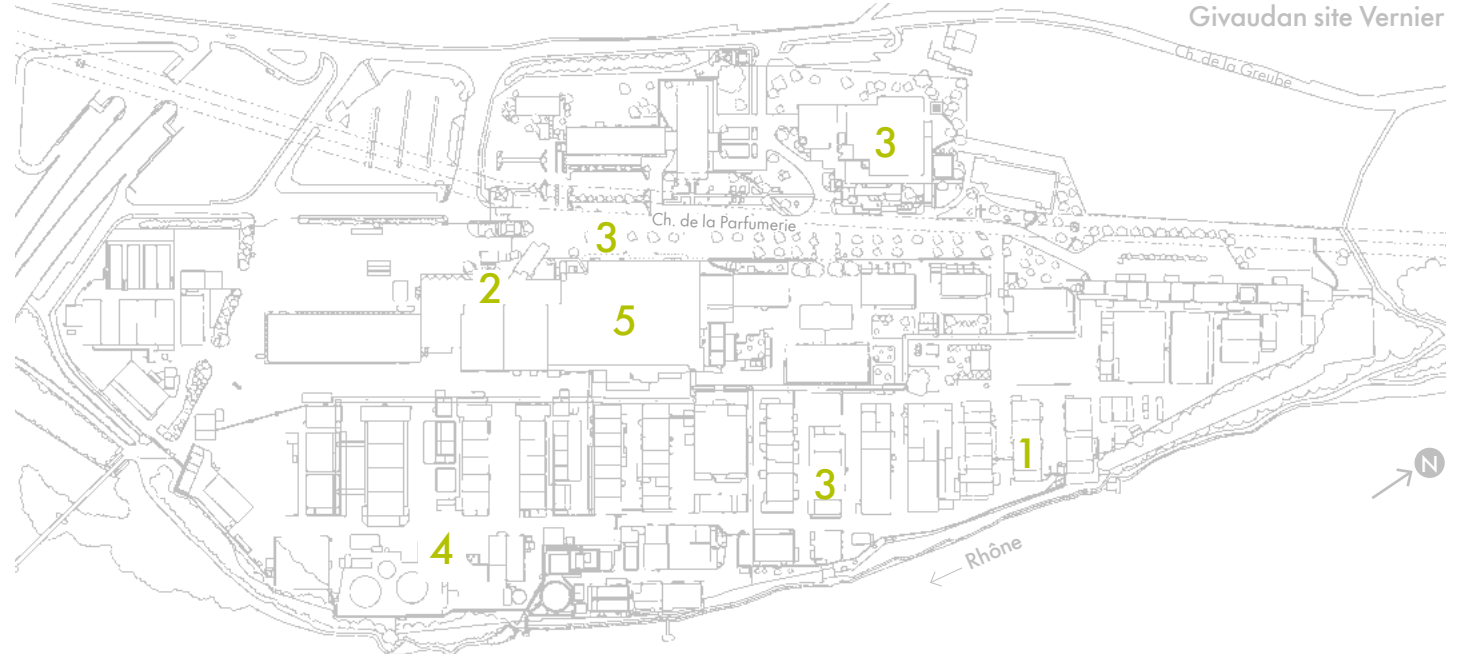 Givaudan site Vernier
Ch. de la Greube
3
Ch. de la Parfumerie
3
2
5
1
3
N
4
Rhône